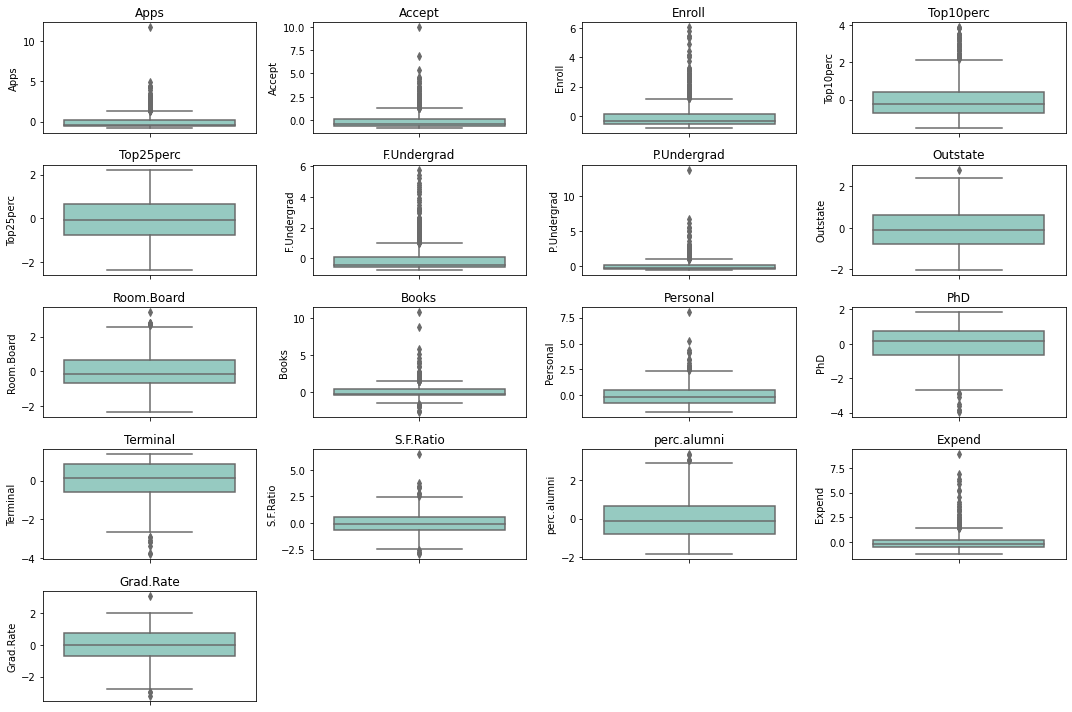 Apps
Accept
Enroll
Top10perc
Apps
10
5
0
Accept
10.0
7.5
5.0
2.5
0.0
Enroll
6
4
2
0
Top10perc
4
2
0
Top25perc
F.Undergrad
P.Undergrad
Outstate
Top25perc
2
0
−2
F.Undergrad
6
4
2
0
P.Undergrad
10
5
0
Outstate
2
0
−2
Room.Board
Books
Personal
PhD
Room.Board
2
0
−2
Books
10
5
0
Personal
7.5
5.0
2.5
0.0
PhD
2
0
−2
−4
Terminal
S.F.Ratio
perc.alumni
Expend
Terminal
0
−2
−4
S.F.Ratio
5.0
2.5
0.0
−2.5
perc.alumni
2
0
−2
Expend
7.5
5.0
2.5
0.0
Grad.Rate
Grad.Rate
2
0
−2